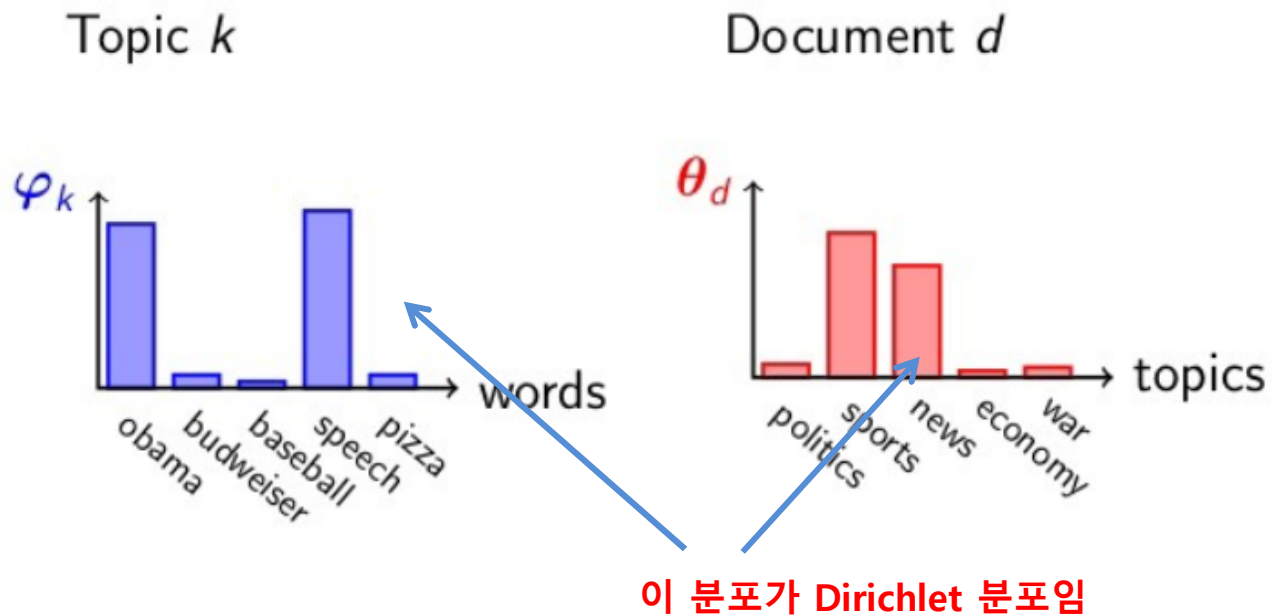 Topic k
Document d
φk
obama
budweiser
baseball
speech
pizza
words
θd
politics
sports
news
economy
war
topics
이 분포가 Dirichlet 분포임